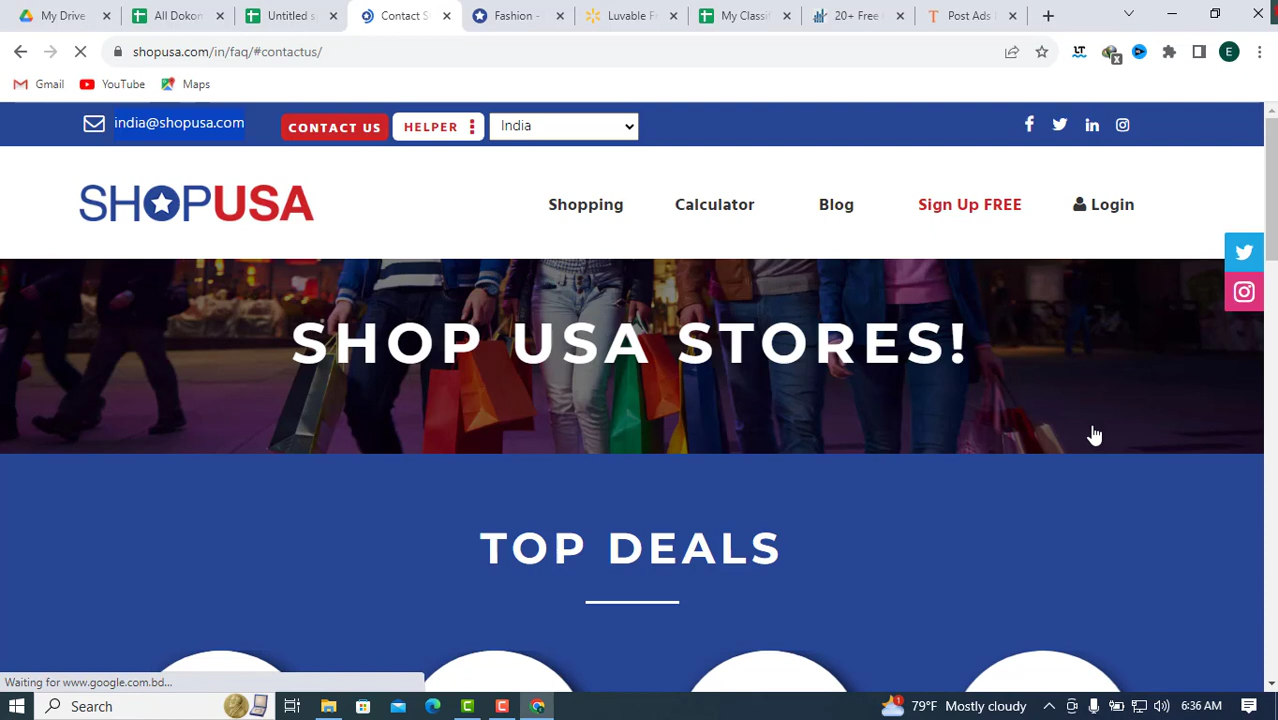 My Drive
All Dokon
Untitled s
Contact S
Fashion -
Luvable F
My Classif
20+ Free
Post Ads
shopusa.com/in/faq/#contactus/
E
Gmail
YouTube
Maps
india@shopusa.com
CONTACT US
HELPER
India
SHOPUSA
Shopping
Calculator
Blog
Sign Up FREE
Login
SHOP USA STORES!
TOP DEALS
Waiting for www.google.com.bd...
Search
1
79°F Mostly cloudy
6:36 AM